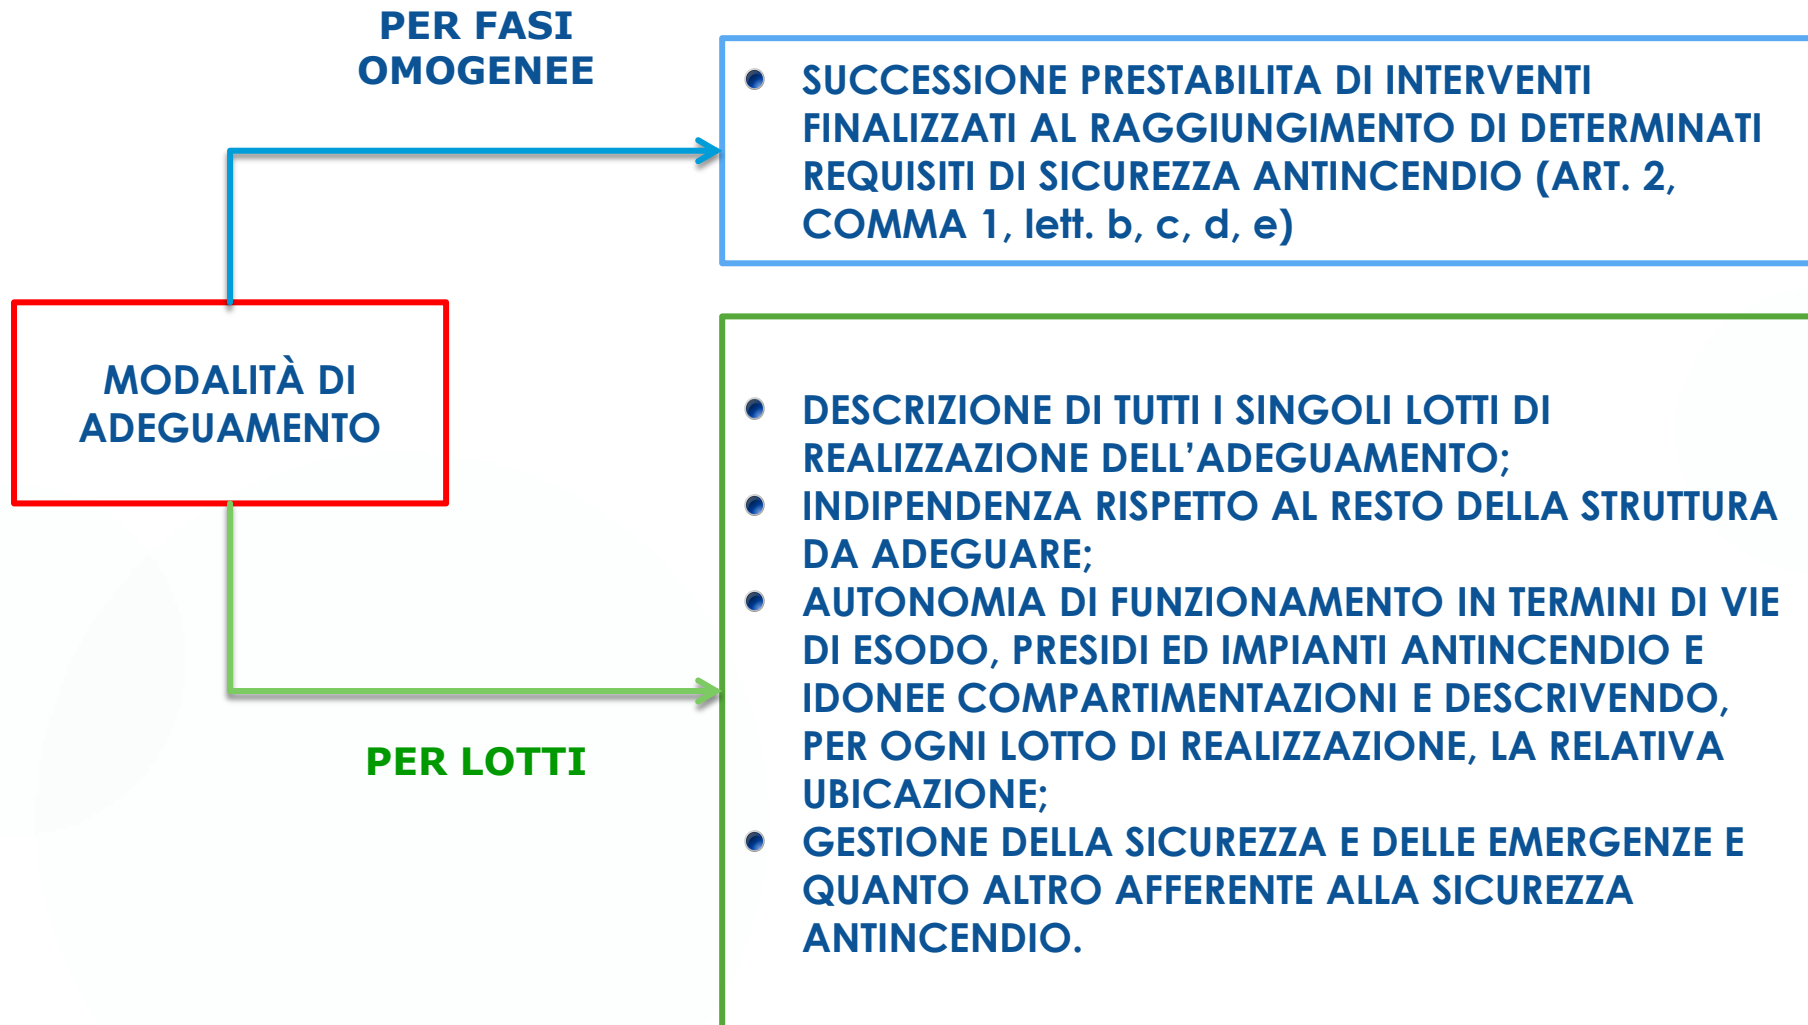 PER FASI
OMOGENEE
SUCCESSIONE PRESTABILITA DI INTERVENTI
FINALIZZATI AL RAGGIUNGIMENTO DI DETERMINATI
REQUISITI DI SICUREZZA ANTINCENDIO (ART. 2,
COMMA 1, lett. b, c, d, e)
MODALITÀ DI
ADEGUAMENTO
DESCRIZIONE DI TUTTI I SINGOLI LOTTI DI
REALIZZAZIONE DELL’ADEGUAMENTO;
INDIPENDENZA RISPETTO AL RESTO DELLA STRUTTURA
DA ADEGUARE;
AUTONOMIA DI FUNZIONAMENTO IN TERMINI DI VIE
DI ESODO, PRESIDI ED IMPIANTI ANTINCENDIO E
IDONEE COMPARTIMENTAZIONI E DESCRIVENDO,
PER OGNI LOTTO DI REALIZZAZIONE, LA RELATIVA
UBICAZIONE;
GESTIONE DELLA SICUREZZA E DELLE EMERGENZE E
QUANTO ALTRO AFFERENTE ALLA SICUREZZA
ANTINCENDIO.
PER LOTTI